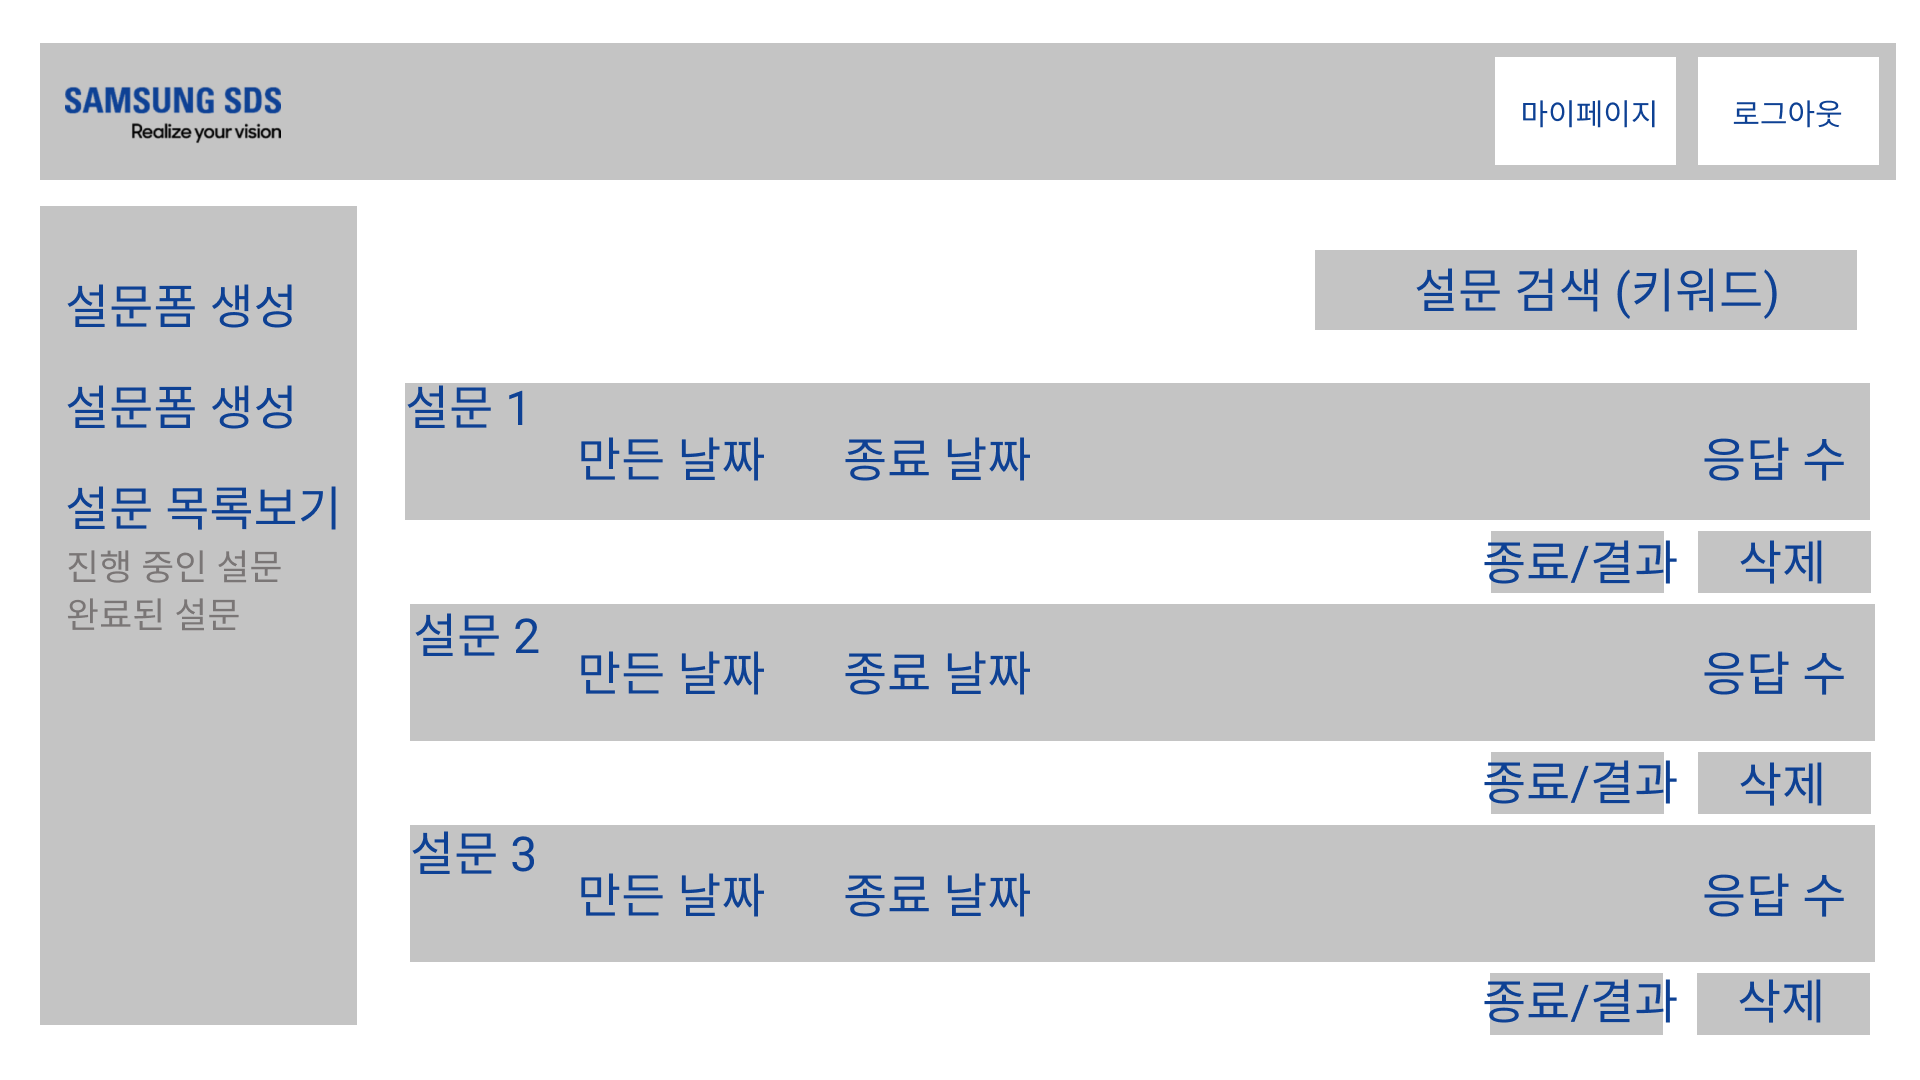 SAMSUNG SDS
Realize your vision
마이페이지
로그아웃
설문폼 생성
설문폼 생성
설문 목록보기
진행 중인 설문
완료된 설문
설문 검색 (키워드)
설문 1
만든 날짜
종료 날짜
응답 수
종료/결과
삭제
설문 2
만든 날짜
종료 날짜
응답 수
종료/결과
삭제
설문 3
만든 날짜
종료 날짜
응답 수
종료/결과
삭제